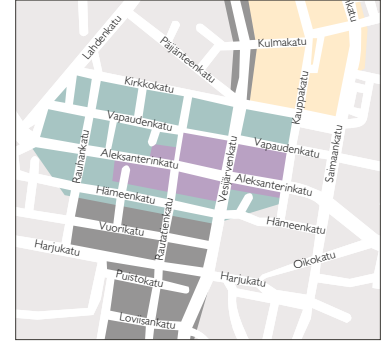 Lahdenkatu
Päijänteenkatu
Kulmakatu
Kirkkokatu
Kauppakatu
Vapaudenkatu
Vapaudenkatu
Saimaankatu
Rauhankatu
Aleksanterinkatu
Vesijärvenkatu
Aleksanterinkatu
Hämeenkatu
Rautatienkatu
Hämeenkatu
Vuorikatu
Harjukatu
Oikokatu
Puistokatu
Harjukatu
Loviisankatu